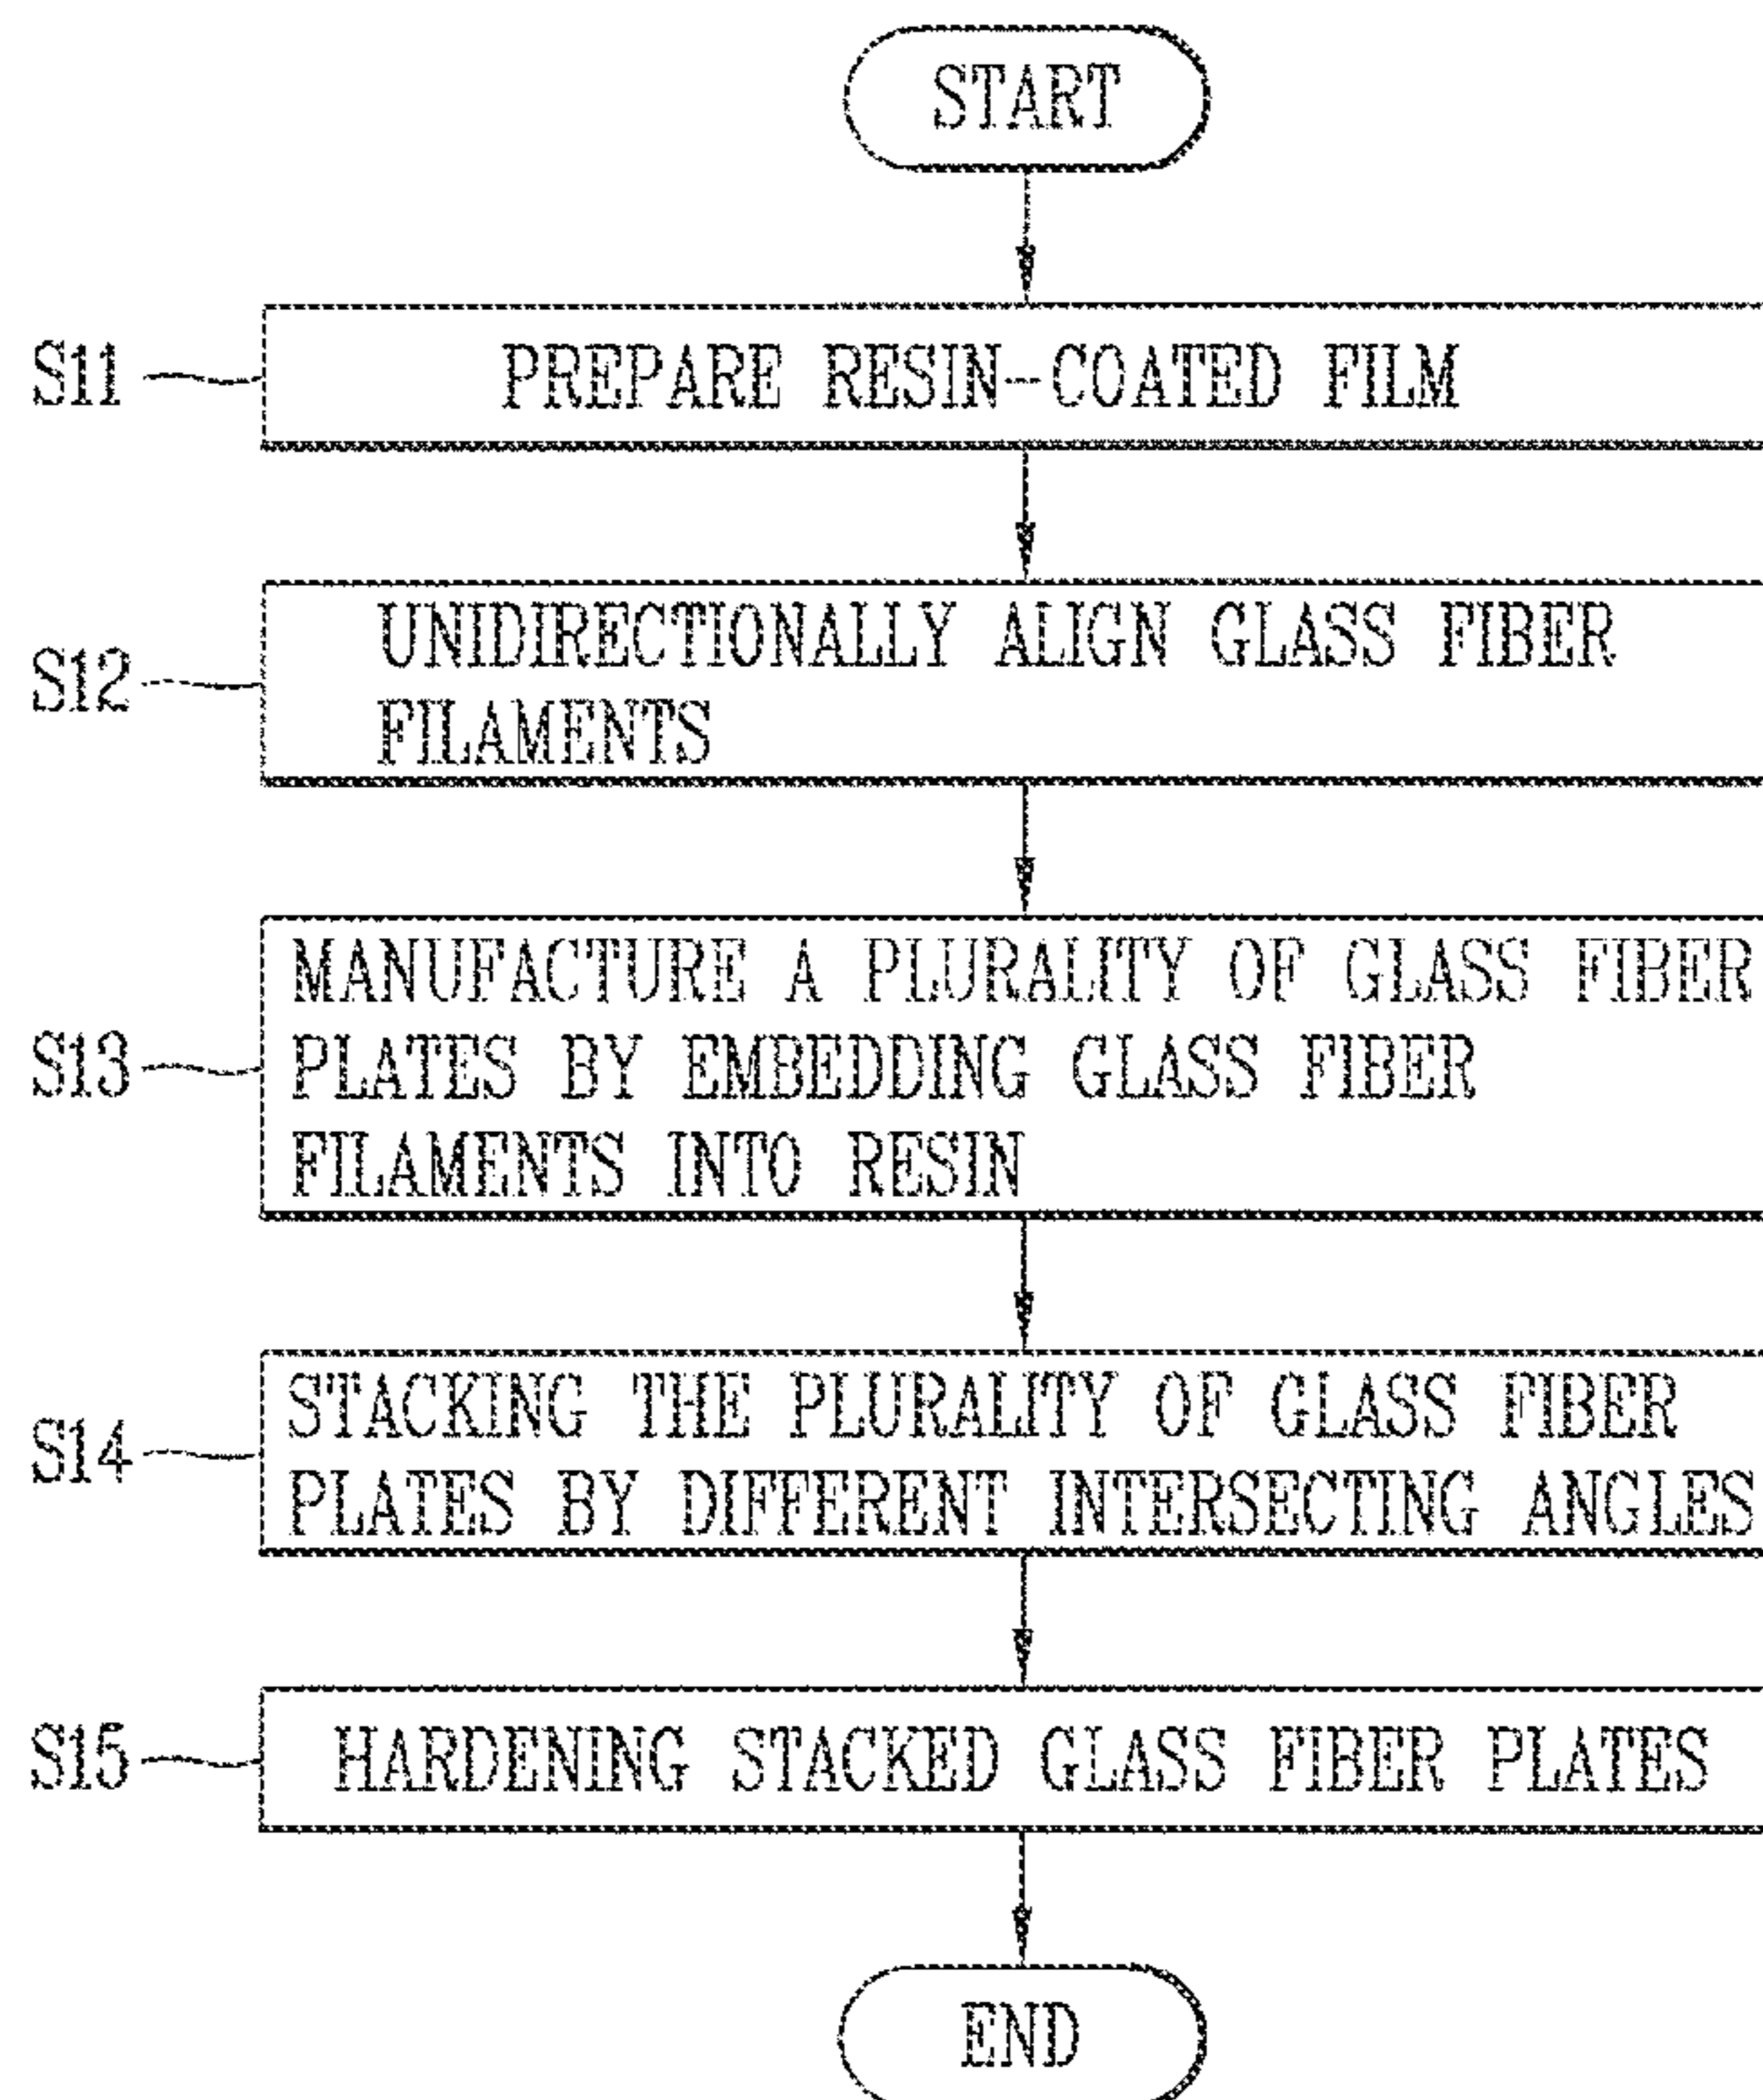 START
S11
PREPARE RESIN-COATED FILM
S12
UNIDIRECTIONALLY ALIGN GLASS FIBER
FILAMENTS
S13
MANUFACTURE A PLURALITY OF GLASS FIBER
PLATES BY EMBEDDING GLASS FIBER
FILAMENTS INTO RESIN
S14
STACKING THE PLURALITY OF GLASS FIBER
PLATES BY DIFFERENT INTERSECTING ANGLES
S15
HARDENING STACKED GLASS FIBER PLATES
END